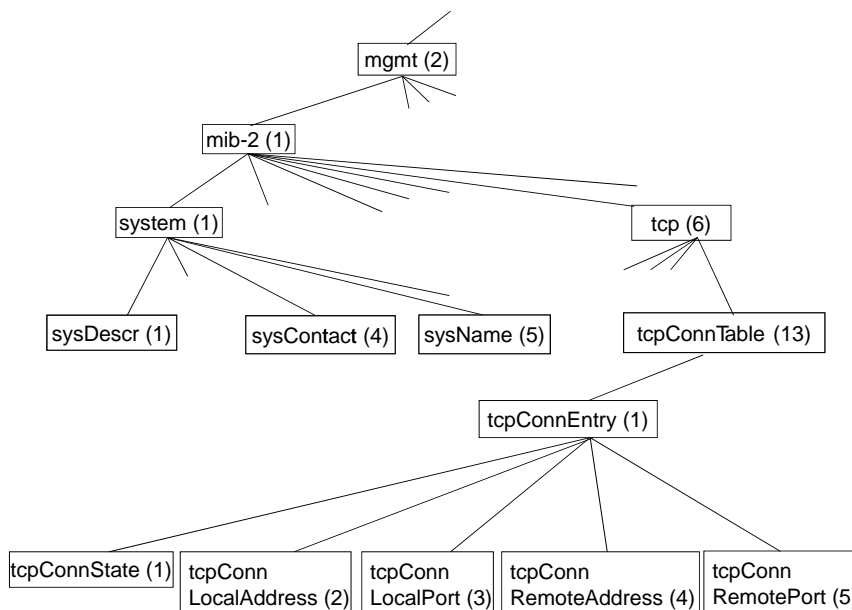 mgmt (2)
mib-2 (1)
system (1)
tcp (6)
sysDescr (1)
sysContact (4)
sysName (5)
tcpConnTable (13)
tcpConnEntry (1)
tcpConnState (1)
tcpConn
LocalAddress (2)
tcpConn
LocalPort (3)
tcpConn
RemoteAddress (4)
tcpConn
RemotePort (5